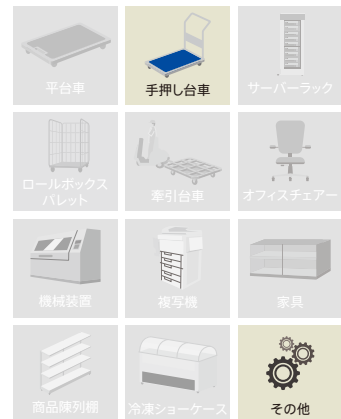 平台車
手押し台車
サーバーラック
ロールボックス
パレット
牽引台車
オフィスチェアー
機械装置
複写機
家具
商品陳列棚
冷凍ショーケース
その他